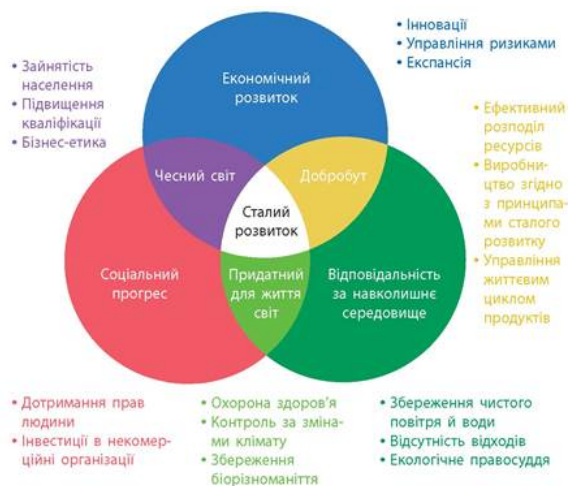 • Інновації
• Управління ризиками
• Експансія
• Зайнятість
населення
• Підвищення
кваліфікації
• Бізнес-етика
Економічний
розвиток
• Ефективний
розподіл
ресурсів
• Виробни-
цтво згідно
з принципа-
ми сталого
розвитку
• Управління
життєвим
циклом
продуктів
Чесний світ
Добробут
Сталий
розвиток
Соціальний
прогрес
Придатний
для життя
світ
Відповідальність
за навколишнє
середовище
• Дотримання прав
людини
• Інвестиції в некомер-
ційні організації
• Охорона здоров'я
• Контроль за зміна-
ми клімату
• Збереження
біорізноманіття
• Збереження чистого
повітря й води
• Відсутність відходів
• Екологічне правосуддя